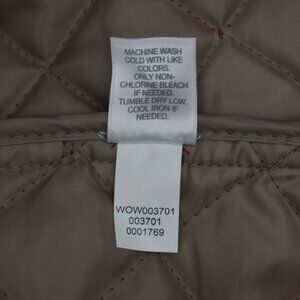 MACHINE WASH
COLD WITH LIKE
COLORS.
ONLY NON-
CHLORINE BLEACH
IF NEEDED.
TUMBLE DRY LOW.
COOL IRON IF
NEEDED.
WOW003701
003701
0001769